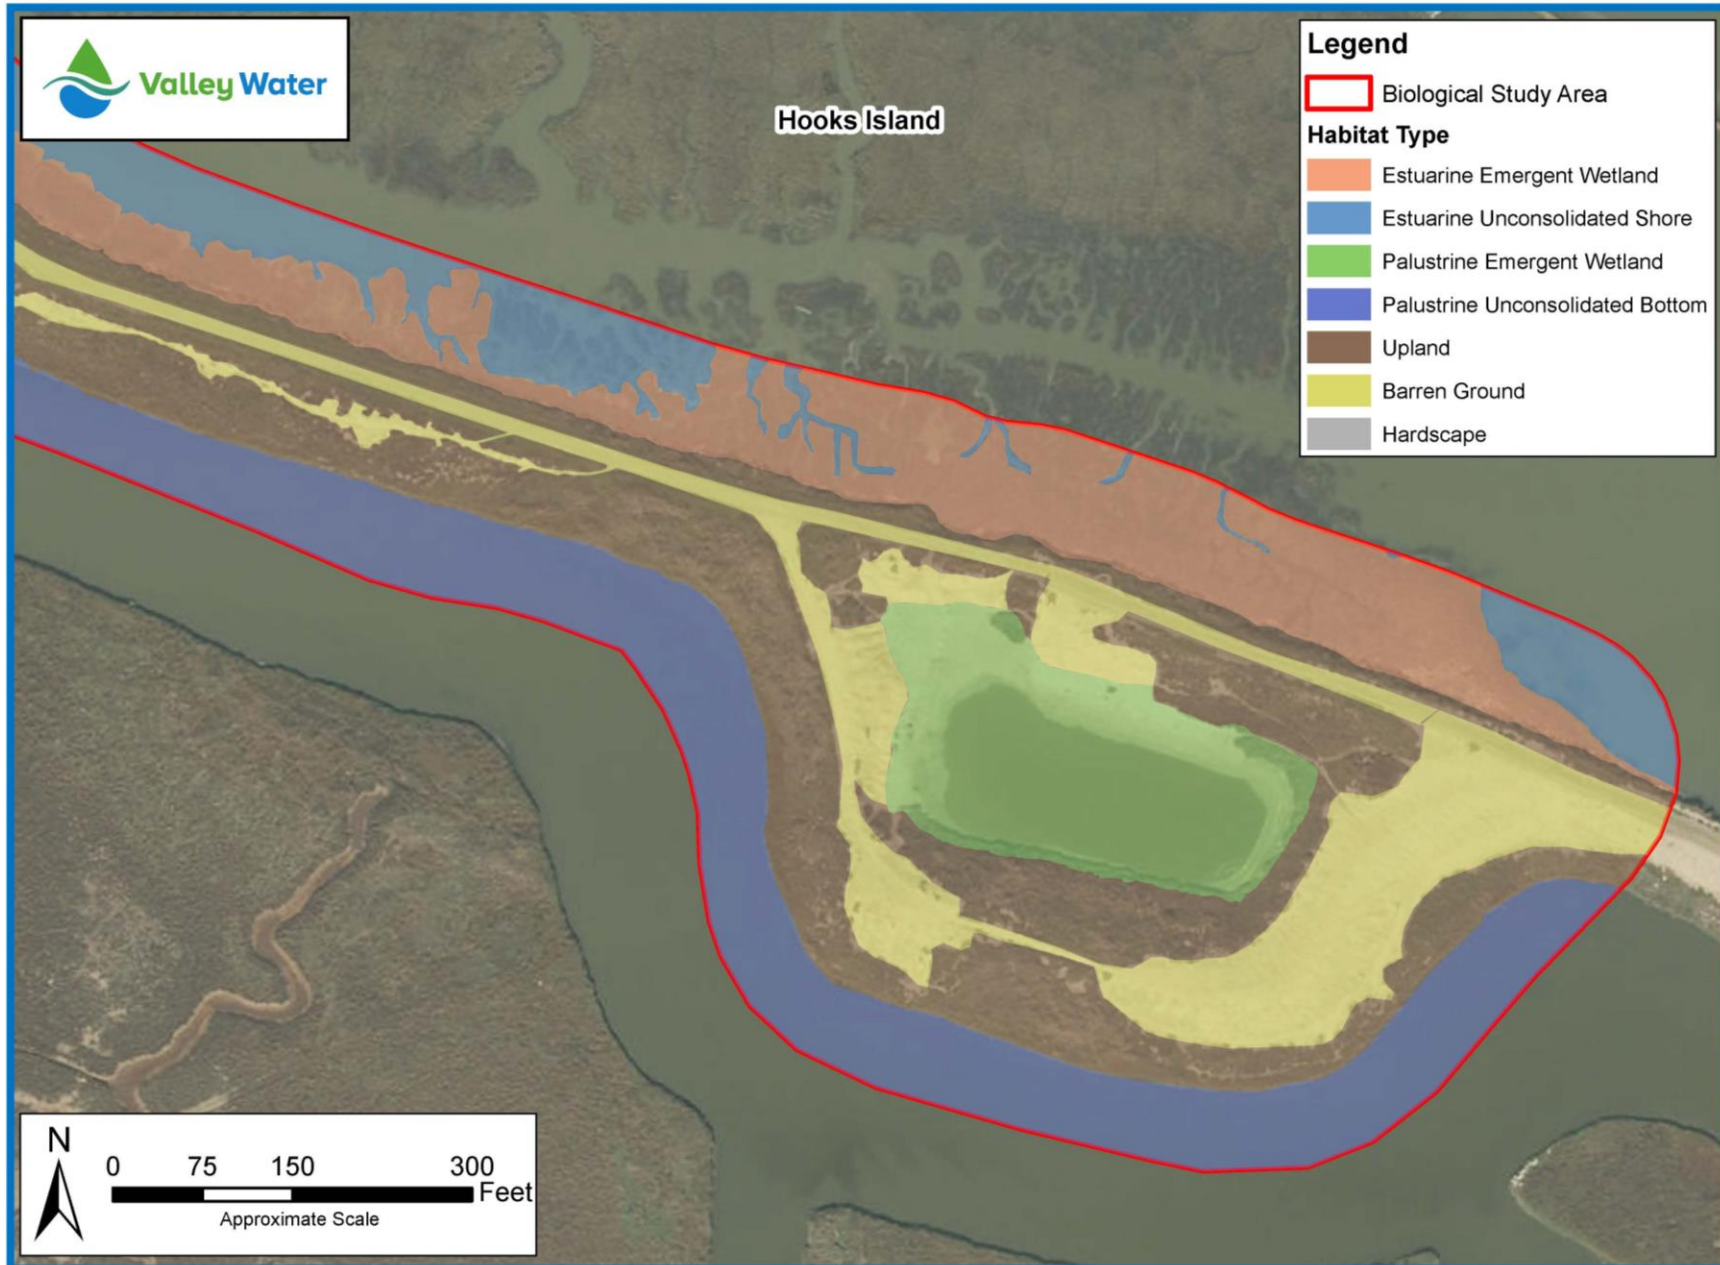 Valley Water
Hooks Island
Legend
Biological Study Area
Habitat Type
Estuarine Emergent Wetland
Estuarine Unconsolidated Shore
Palustrine Emergent Wetland
Palustrine Unconsolidated Bottom
Upland
Barren Ground
Hardscape
N
0 75 150 300
Feet
Approximate Scale